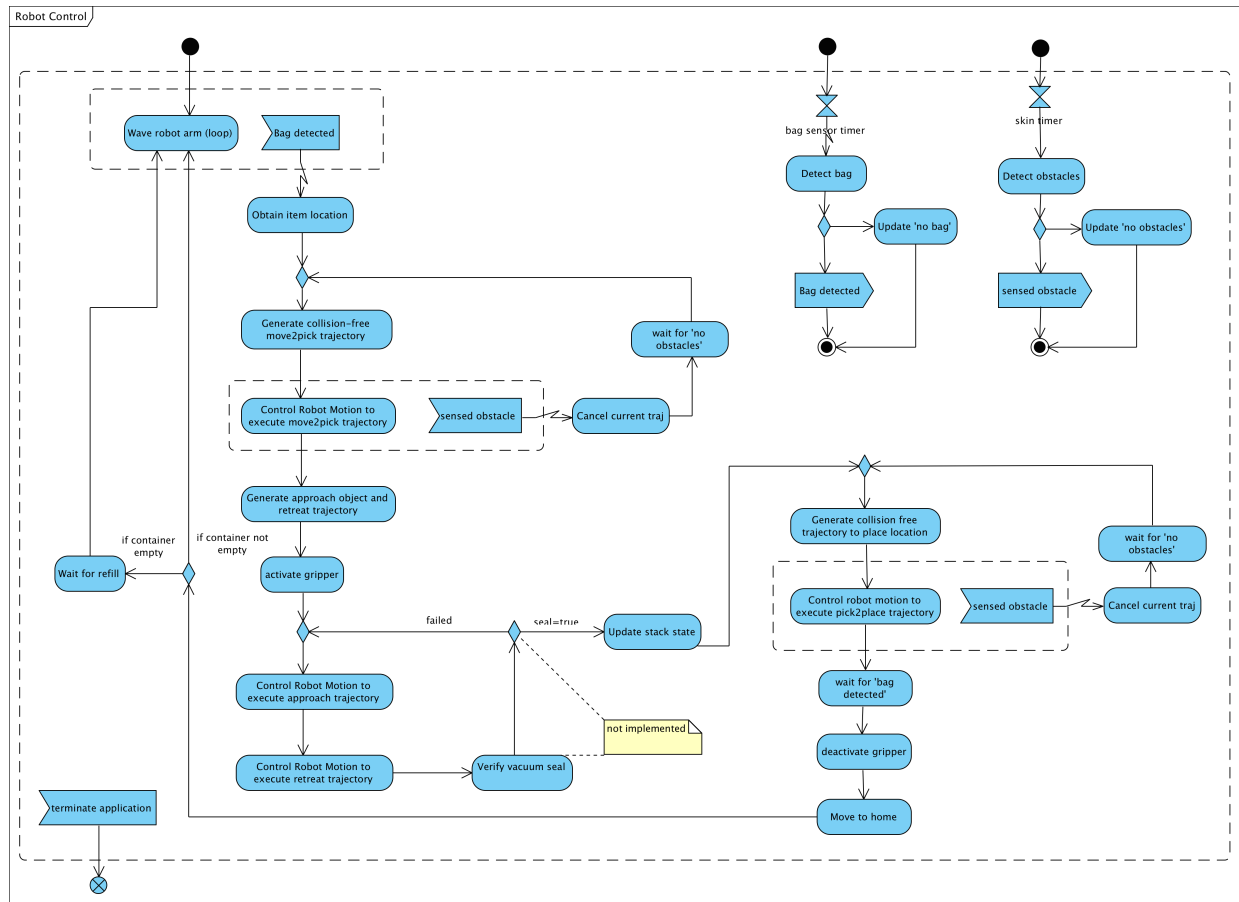 Robot Control
Wave robot arm (loop)
Bag detected
bag sensor timer
skin timer
Detect bag
Detect obstacles
Obtain item location
Update 'no bag'
Update 'no obstacles'
Bag detected
sensed obstacle
Generate collision-free
move2pick trajectory
wait for 'no
obstacles'
Control Robot Motion to
execute move2pick trajectory
sensed obstacle
Cancel current traj
Generate approach object and
retreat trajectory
Generate collision free
trajectory to place location
wait for 'no
obstacles'
if container
empty
if container not
empty
Wait for refill
activate gripper
Control robot motion to
execute pick2place trajectory
sensed obstacle
Cancel current traj
failed
seal=true
Update stack state
Control Robot Motion to
execute approach trajectory
wait for 'bag
detected'
not implemented
deactivate gripper
Control Robot Motion to
execute retreat trajectory
Verify vacuum seal
terminate application
Move to home